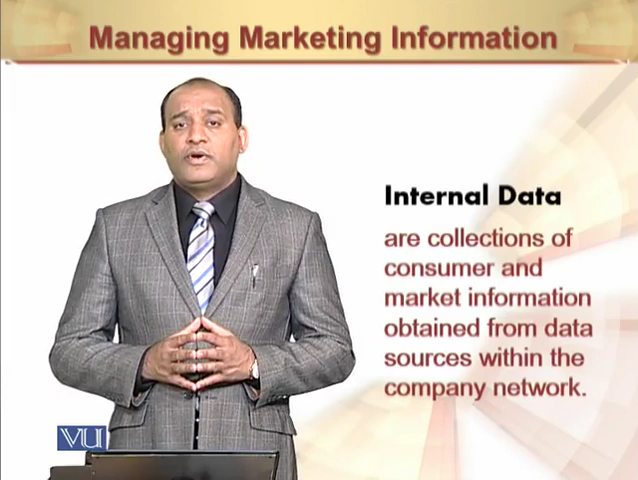 Managing Marketing Information
Internal Data
are collections of
consumer and
market information
obtained from data
sources within the
company network.
VU